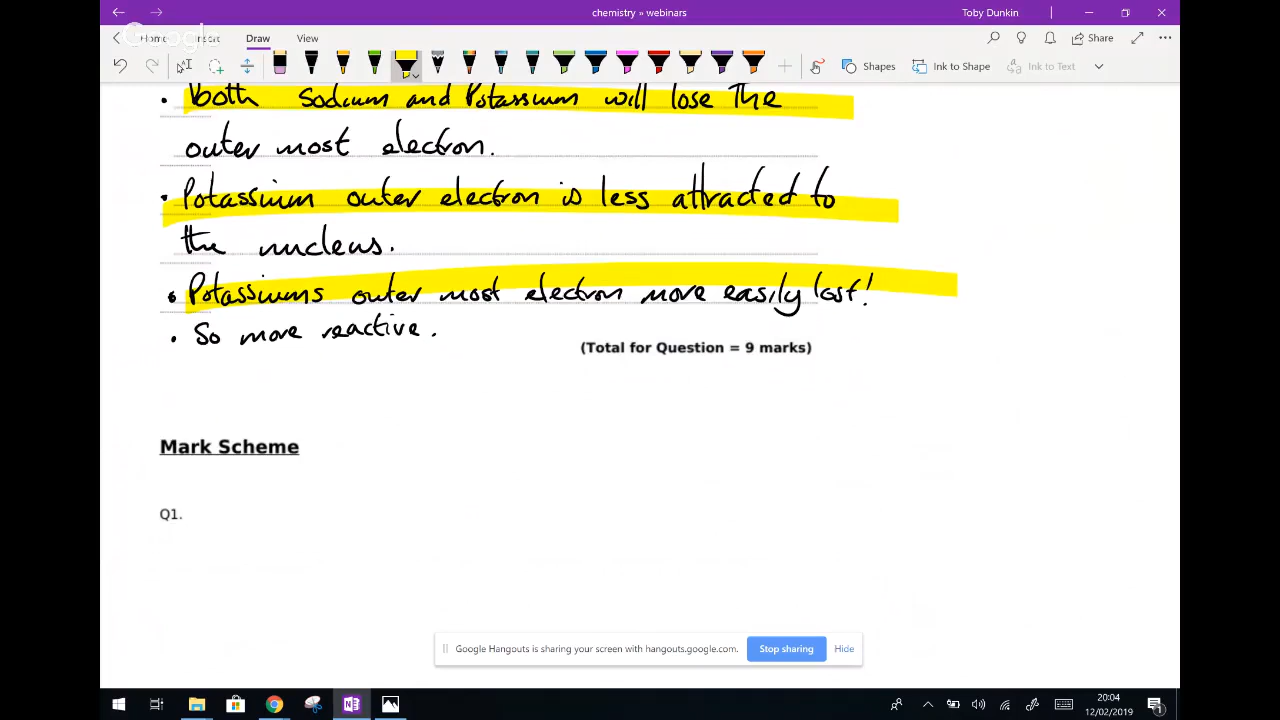 chemistry » webinars
Toby Dunkin
Google
Home
Insert
Draw
View
Share
Shapes
Ink to Shape
Ink to Text
• Both Sodium and Potassium will lose the
outer most electron.
• Potassium outer electron is less attracted to
the nucleus.
• Potassiums outer most electron more easily lost!
• So more reactive.
(Total for Question = 9 marks)
Mark Scheme
Q1.
Google Hangouts is sharing your screen with hangouts.google.com.
Stop sharing
Hide
20:04
12/02/2019